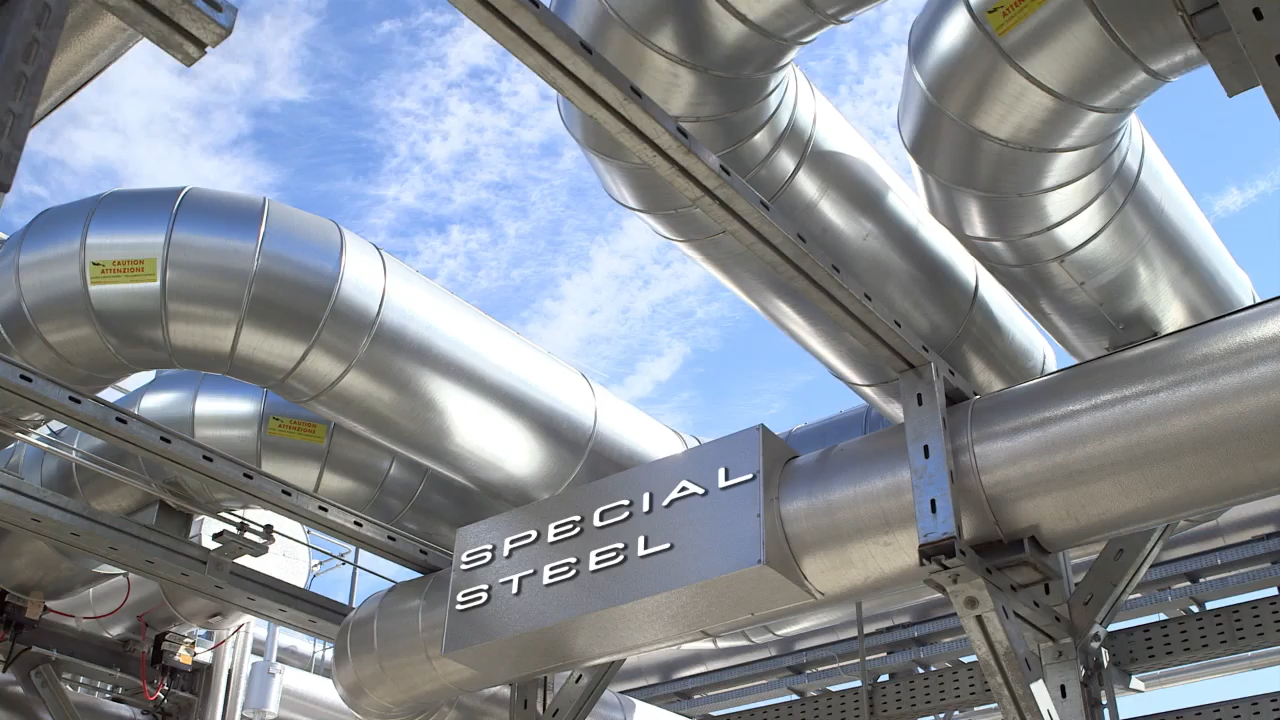 CAUTION
ATTENZIONE
CAUTION
ATTENZIONE
SPECIAL
STEEL